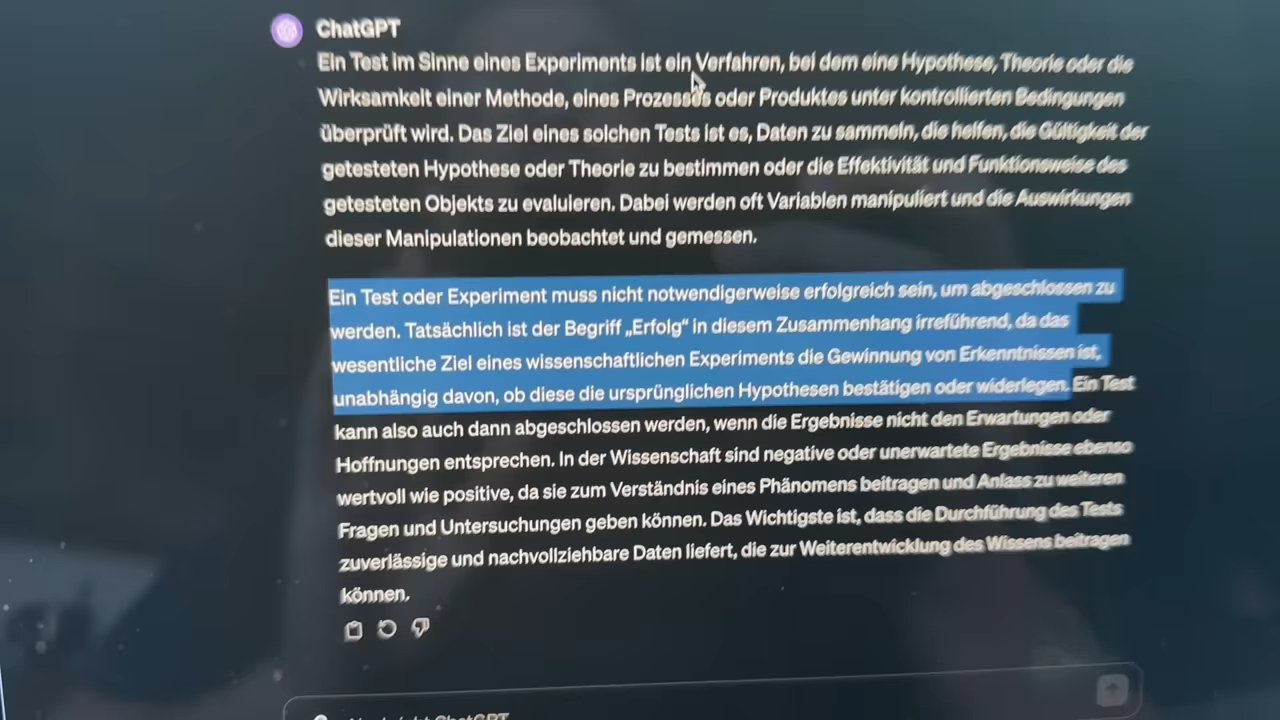 ChatGPT
Ein Test im Sinne eines Experiments ist ein Verfahren, bei dem eine Hypothese, Theorie oder die
Wirksamkeit einer Methode, eines Prozesses oder Produktes unter kontrollierten Bedingungen
überprüft wird. Das Ziel eines solchen Tests ist es, Daten zu sammeln, die helfen, die Gültigkeit der
getesteten Hypothese oder Theorie zu bestimmen oder die Effektivität und Funktionsweise des
getesteten Objekts zu evaluieren. Dabei werden oft Variablen manipuliert und die Auswirkungen
dieser Manipulationen beobachtet und gemessen.
Ein Test oder Experiment muss nicht notwendigerweise erfolgreich sein, um abgeschlossen zu
werden. Tatsächlich ist der Begriff „Erfolg“ in diesem Zusammenhang irreführend, da das
wesentliche Ziel eines wissenschaftlichen Experiments die Gewinnung von Erkenntnissen ist,
unabhängig davon, ob diese die ursprünglichen Hypothesen bestätigen oder widerlegen. Ein Test
kann also auch dann abgeschlossen werden, wenn die Ergebnisse nicht den Erwartungen oder
Hoffnungen entsprechen. In der Wissenschaft sind negative oder unerwartete Ergebnisse ebenso
wertvoll wie positive, da sie zum Verständnis eines Phänomens beitragen und Anlass zu weiteren
Fragen und Untersuchungen geben können. Das Wichtigste ist, dass die Durchführung des Tests
zuverlässige und nachvollziehbare Daten liefert, die zur Weiterentwicklung des Wissens beitragen
können.
ChatGPT